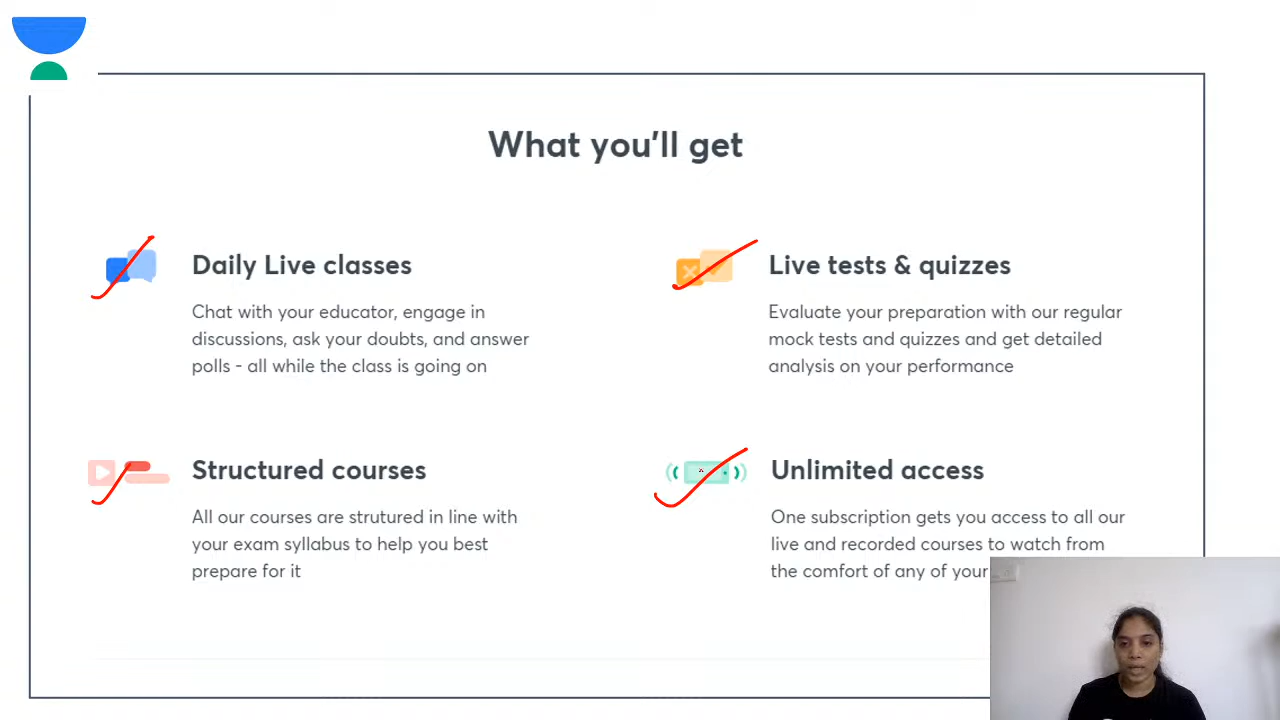 What you'll get
Daily Live classes
Chat with your educator, engage in
discussions, ask your doubts, and answer
polls - all while the class is going on
Live tests & quizzes
Evaluate your preparation with our regular
mock tests and quizzes and get detailed
analysis on your performance
Structured courses
All our courses are strutured in line with
your exam syllabus to help you best
prepare for it
Unlimited access
One subscription gets you access to all our
live and recorded courses to watch from
the comfort of any of your